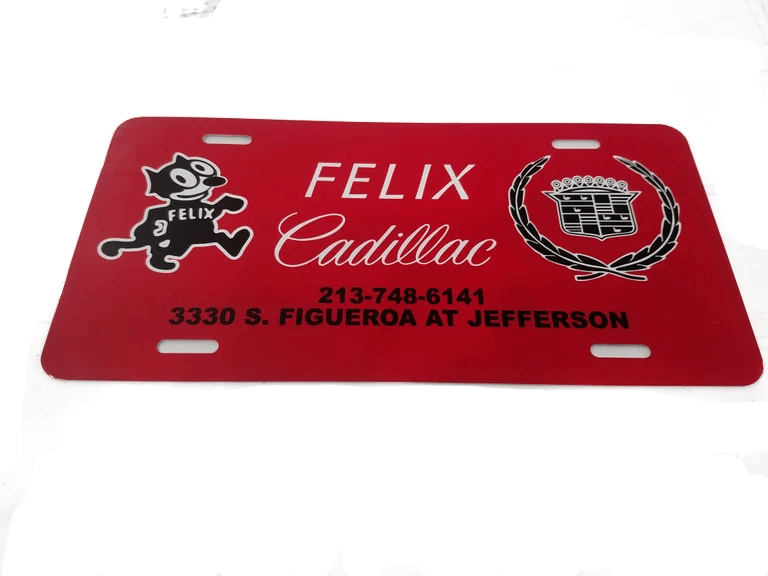 FELIX
FELIX
Cadillac
213-748-6141
3330 S. FIGUEROA AT JEFFERSON